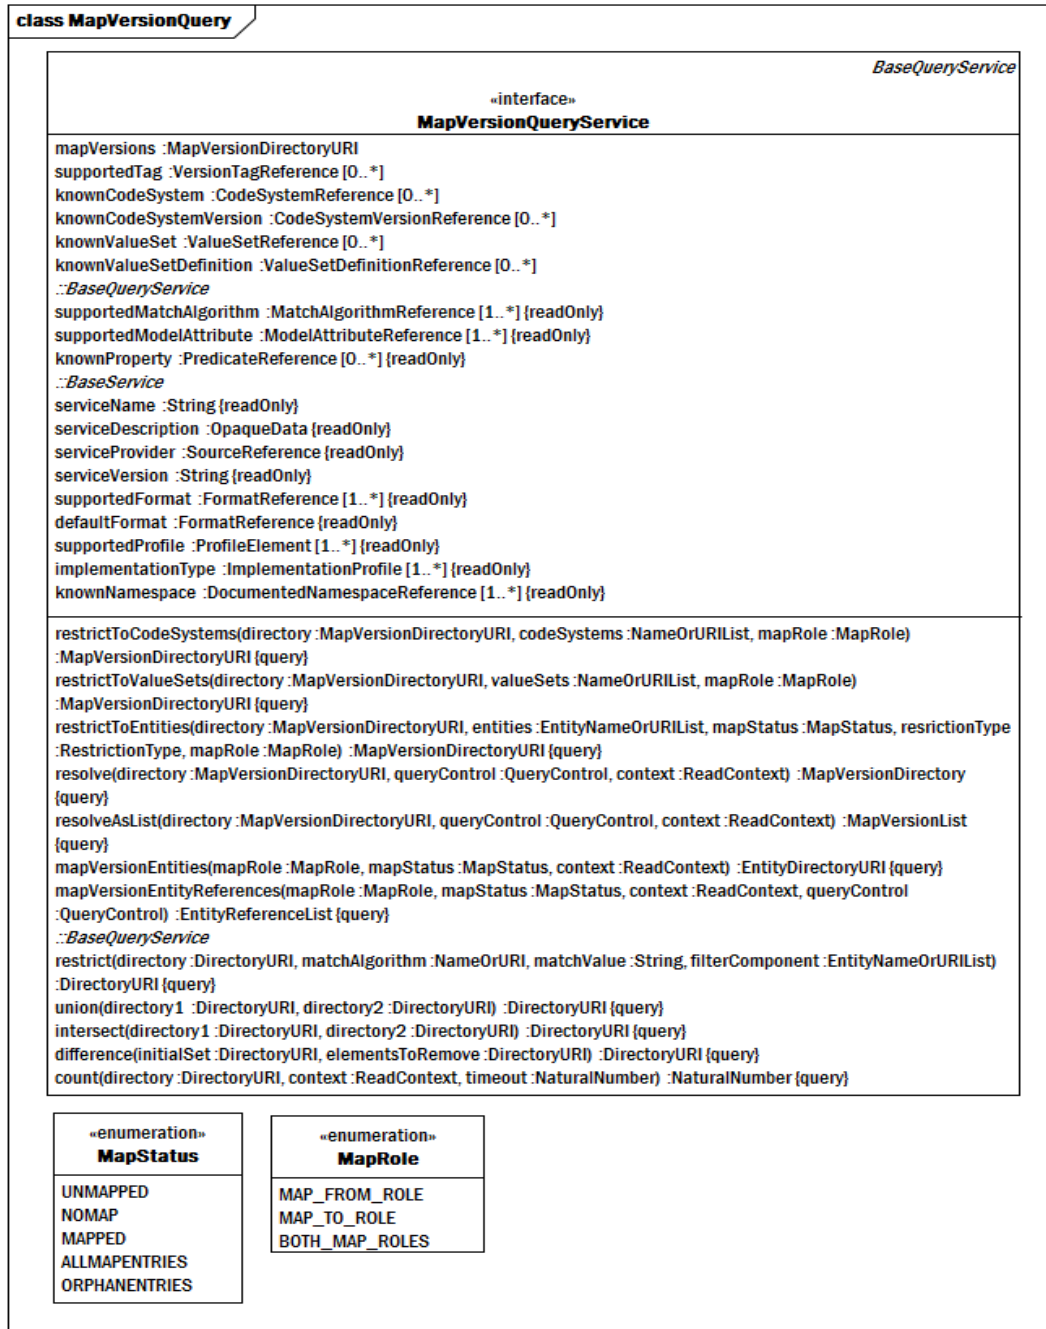 class MapVersionQuery
BaseQueryService
«interface»
MapVersionQueryService
mapVersions :MapVersionDirectoryURI
supportedTag :VersionTagReference [0..*]
knownCodeSystem :CodeSystemReference [0..*]
knownCodeSystemVersion :CodeSystemVersionReference [0..*]
knownValueSet :ValueSetReference [0..*]
knownValueSetDefinition :ValueSetDefinitionReference [0..*]
::BaseQueryService
supportedMatchAlgorithm :MatchAlgorithmReference [1..*] {readOnly}
supportedModelAttribute :ModelAttributeReference [1..*] {readOnly}
knownProperty :PredicateReference [0..*] {readOnly}
::BaseService
serviceName :String {readOnly}
serviceDescription :OpaqueData {readOnly}
serviceProvider :SourceReference {readOnly}
serviceVersion :String {readOnly}
supportedFormat :FormatReference [1..*] {readOnly}
defaultFormat :FormatReference {readOnly}
supportedProfile :ProfileElement [1..*] {readOnly}
implementationType :ImplementationProfile [1..*] {readOnly}
knownNamespace :DocumentedNamespaceReference [1..*] {readOnly}
restrictToCodeSystems(directory :MapVersionDirectoryURI, codeSystems :NameOrURIList, mapRole :MapRole)
:MapVersionDirectoryURI {query}
restrictToValueSets(directory :MapVersionDirectoryURI, valueSets :NameOrURIList, mapRole :MapRole)
:MapVersionDirectoryURI {query}
restrictToEntities(directory :MapVersionDirectoryURI, entities :EntityNameOrURIList, mapStatus :MapStatus, resrictionType
:RestrictionType, mapRole :MapRole) :MapVersionDirectoryURI {query}
resolve(directory :MapVersionDirectoryURI, queryControl :QueryControl, context :ReadContext) :MapVersionDirectory
{query}
resolveAsList(directory :MapVersionDirectoryURI, queryControl :QueryControl, context :ReadContext) :MapVersionList
{query}
mapVersionEntities(mapRole :MapRole, mapStatus :MapStatus, context :ReadContext) :EntityDirectoryURI {query}
mapVersionEntityReferences(mapRole :MapRole, mapStatus :MapStatus, context :ReadContext, queryControl
:QueryControl) :EntityReferenceList {query}
::BaseQueryService
restrict(directory :DirectoryURI, matchAlgorithm :NameOrURI, matchValue :String, filterComponent :EntityNameOrURIList)
:DirectoryURI {query}
union(directory1 :DirectoryURI, directory2 :DirectoryURI) :DirectoryURI {query}
intersect(directory1 :DirectoryURI, directory2 :DirectoryURI) :DirectoryURI {query}
difference(initialSet :DirectoryURI, elementsToRemove :DirectoryURI) :DirectoryURI {query}
count(directory :DirectoryURI, context :ReadContext, timeout :NaturalNumber) :NaturalNumber {query}
«enumeration»
MapStatus
UNMAPPED
NOMAP
MAPPED
ALLMAPENTRIES
ORPHANENTRIES
«enumeration»
MapRole
MAP_FROM_ROLE
MAP_TO_ROLE
BOTH_MAP_ROLES